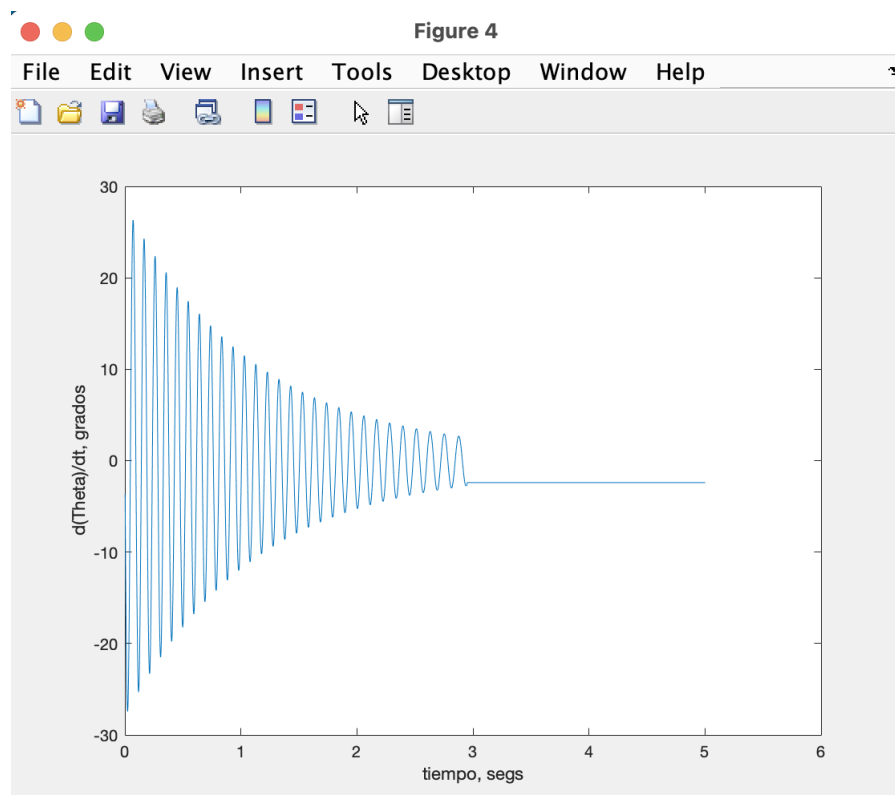 Figure 4
File Edit View Insert Tools Desktop Window Help
30
20
10
0
-10
-20
-30
d(Theta)/dt, grados
0 1 2 3 4 5 6
tiempo, segs